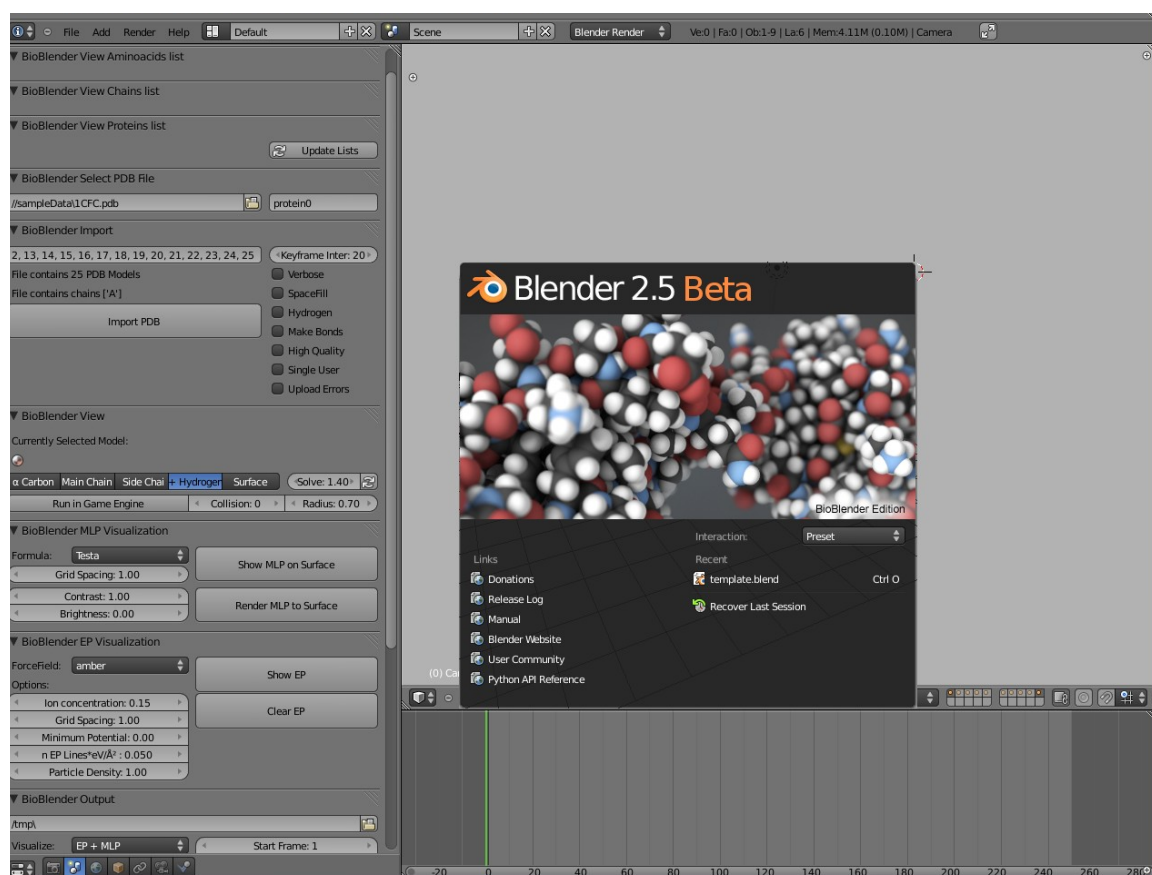 File Add Render Help Default Scene Blender Render Ve:0 | Fa:0 | Ob:1-9 | La:6 | Mem:4.11M (0.10M) | Camera
BioBlender View Aminoacids list
BioBlender View Chains list
BioBlender View Proteins list
Update Lists
BioBlender Select PDB File
//sampleData\1CFC.pdb protein0
BioBlender Import
2, 13, 14, 15, 16, 17, 18, 19, 20, 21, 22, 23, 24, 25 Keyframe Inter: 20
File contains 25 PDB Models Verbose
File contains chains ['A'] SpaceFill
Import PDB
Hydrogen
Make Bonds
High Quality
Single User
Upload Errors
BioBlender View
Currently Selected Model:
α Carbon Main Chain Side Chai + Hydrogen Surface Solve: 1.40
Run in Game Engine Collision: 0 Radius: 0.70
BioBlender MLP Visualization
Formula: Testa Show MLP on Surface
Grid Spacing: 1.00
Contrast: 1.00 Render MLP to Surface
Brightness: 0.00
BioBlender EP Visualization
ForceField: amber Show EP
Options:
Ion concentration: 0.15 Clear EP
Grid Spacing: 1.00
Minimum Potential: 0.00
n EP Lines*eV/Å² : 0.050
Particle Density: 1.00
BioBlender Output
/tmp\
Visualize: EP + MLP Start Frame: 1
Blender 2.5 Beta
BioBlender Edition
Interaction: Preset
Links Recent
Donations template.blend Ctrl O
Release Log
Recover Last Session
Manual
Blender Website
User Community
Python API Reference
(0) Ca
-20 0 20 40 60 80 100 120 140 160 180 200 220 240 260 280